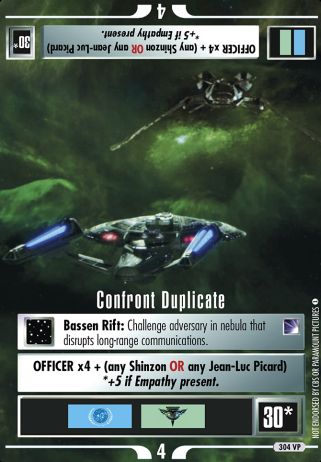 4
OFFICER x4 + (any Shinzon OR any Jean-Luc Picard)
*+5 if Empathy present.
30*
Confront Duplicate
Bassen Rift: Challenge adversary in nebula that
disrupts long-range communications.
OFFICER x4 + (any Shinzon OR any Jean-Luc Picard)
*+5 if Empathy present.
30*
4
304 VP
NOT ENDORSED BY CBS OR PARAMOUNT PICTURES